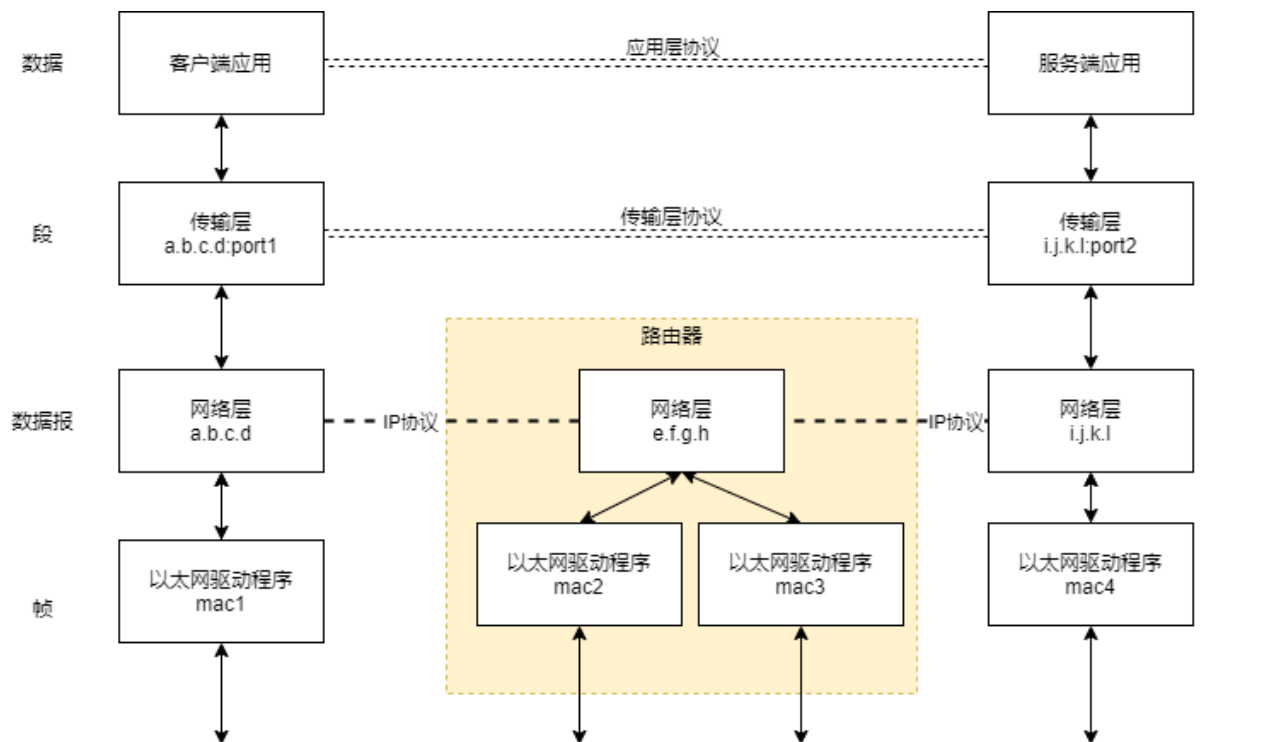 数据
客户端应用
应用层协议
服务端应用
段
传输层
a.b.c.d:port1
传输层协议
传输层
i.j.k.l:port2
路由器
数据报
网络层
a.b.c.d
IP协议
网络层
e.f.g.h
IP协议
网络层
i.j.k.l
帧
以太网驱动程序
mac1
以太网驱动程序
mac2
以太网驱动程序
mac3
以太网驱动程序
mac4